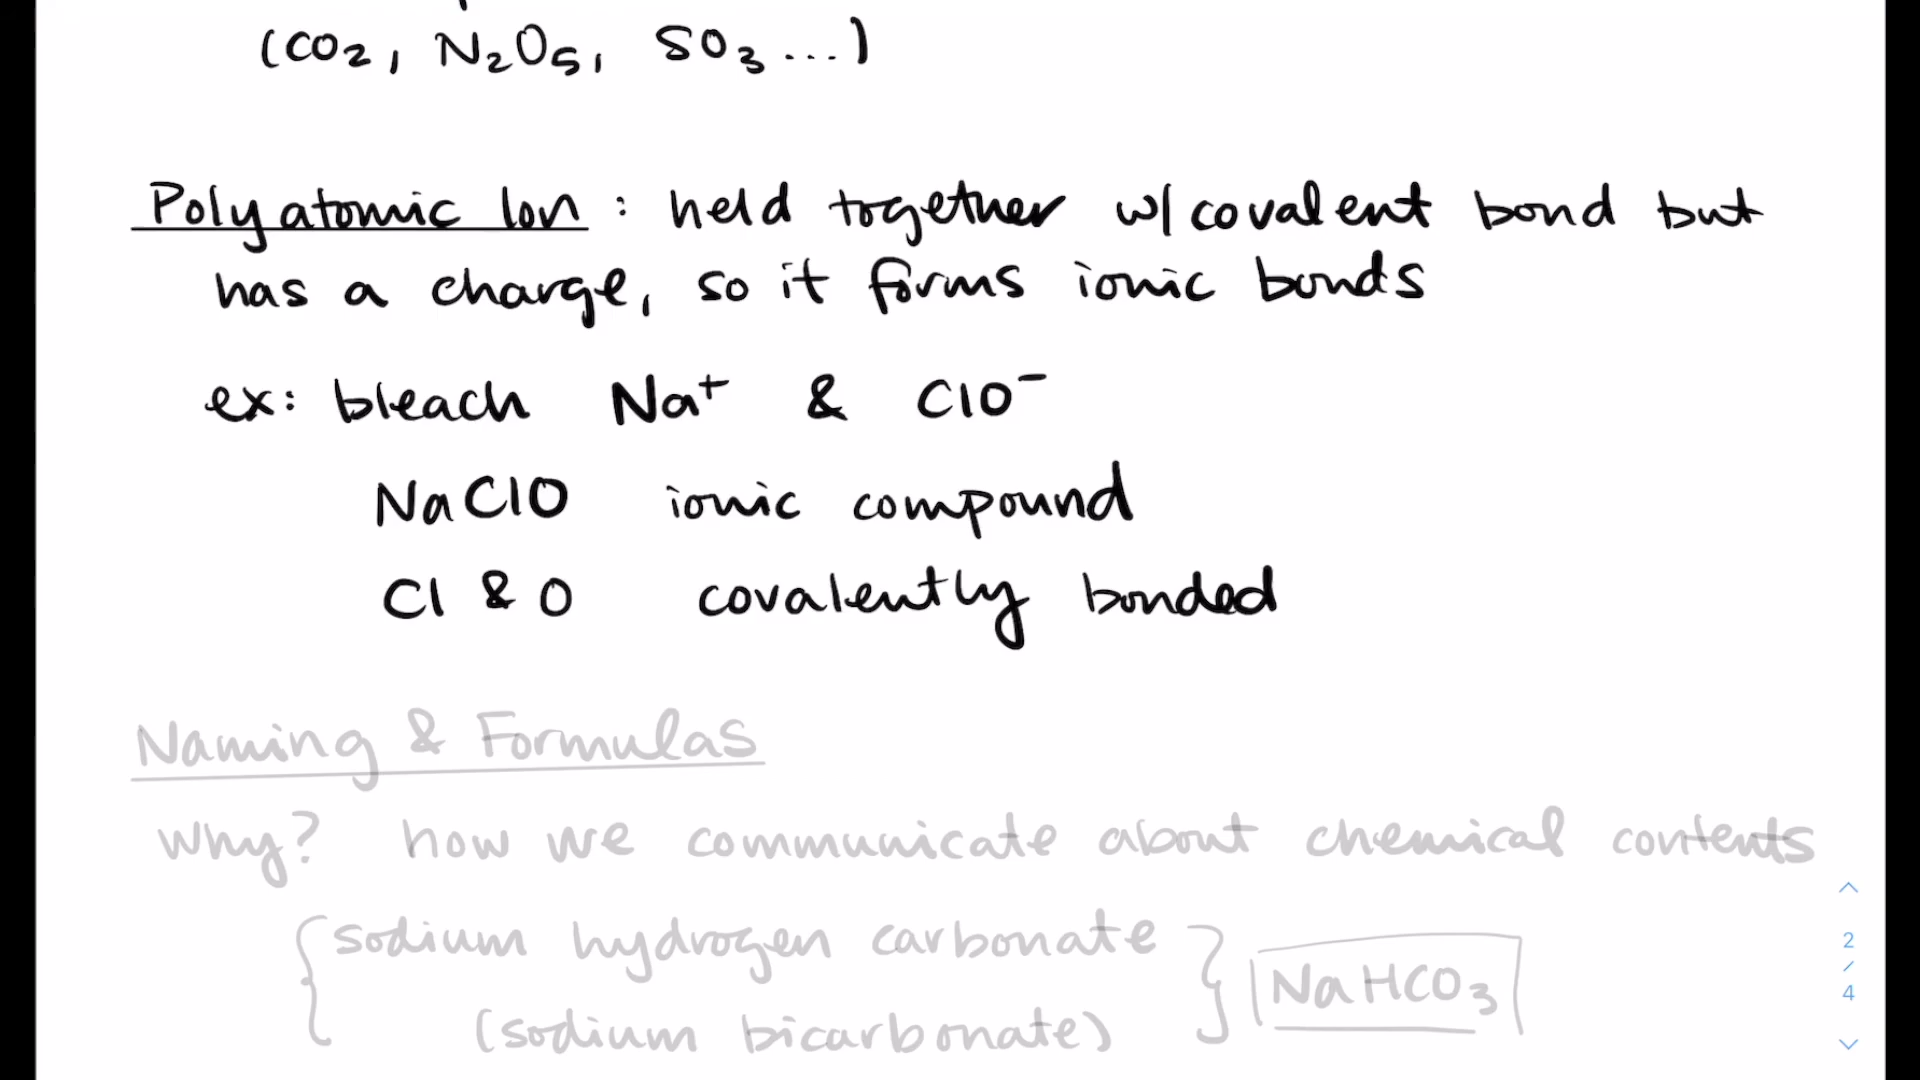 (CO₂, N₂O₅, SO₃...)
Polyatomic Ion : held together w/ covalent bond but
has a charge, so it forms ionic bonds
ex: bleach Na⁺ & ClO⁻
NaClO ionic compound
Cl & O covalently bonded
Naming & Formulas
Why? how we communicate about chemical contents
{sodium hydrogen carbonate
(sodium bicarbonate)} NaHCO₃
2
/
4